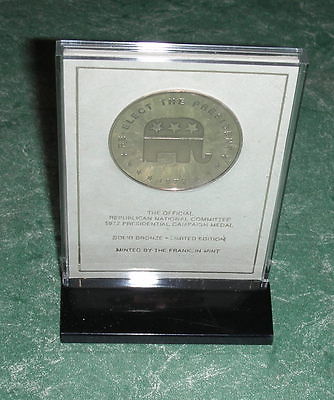 RE-ELECT THE PRESIDENT
1972
THE OFFICIAL
REPUBLICAN NATIONAL COMMITTEE
1972 PRESIDENTIAL CAMPAIGN MEDAL
SOLID BRONZE - LIMITED EDITION
MINTED BY THE FRANKLIN MINT